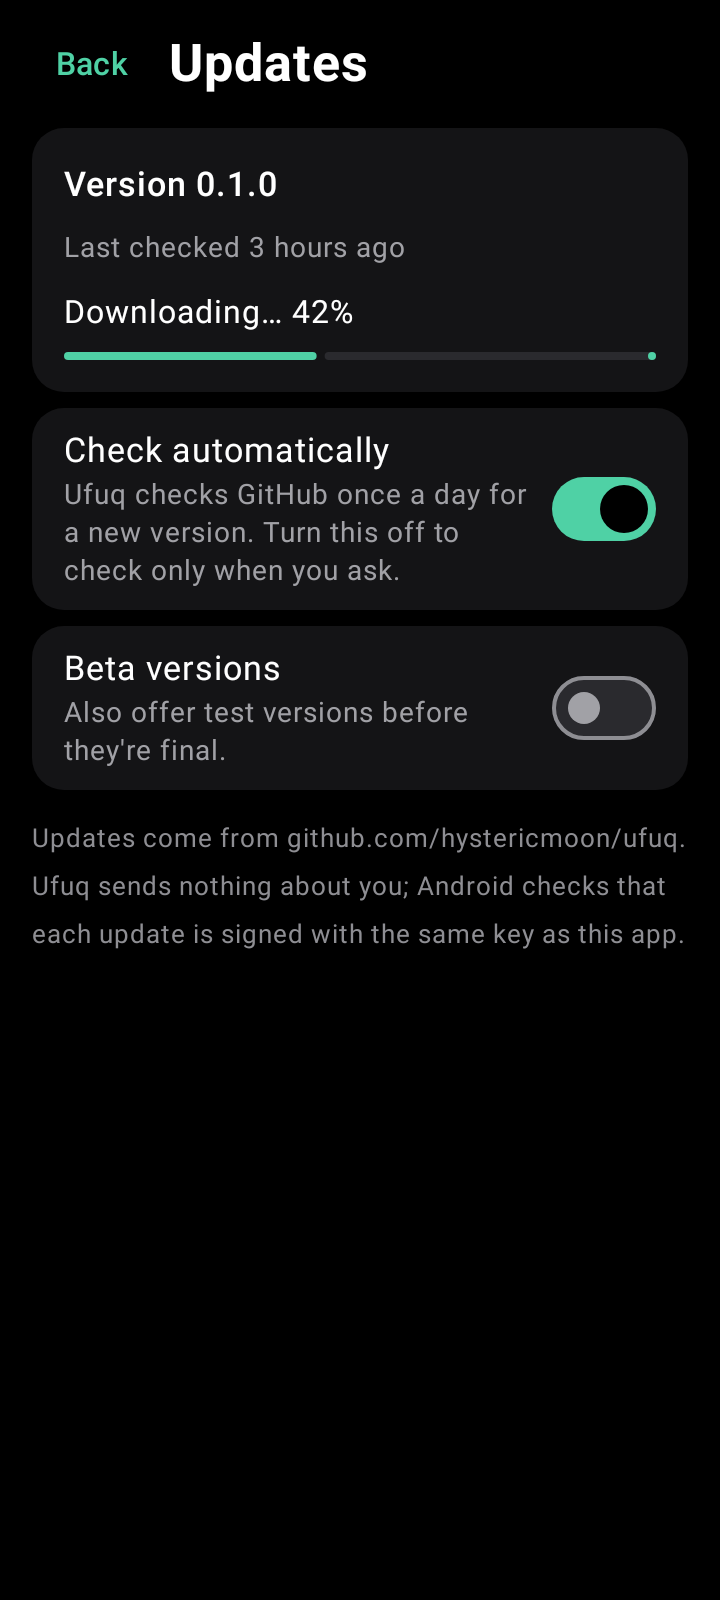 Back
Updates
Version 0.1.0
Last checked 3 hours ago
Downloading… 42%
Check automatically
Ufuq checks GitHub once a day for
a new version. Turn this off to
check only when you ask.
Beta versions
Also offer test versions before
they're final.
Updates come from github.com/hystericmoon/ufuq.
Ufuq sends nothing about you; Android checks that
each update is signed with the same key as this app.